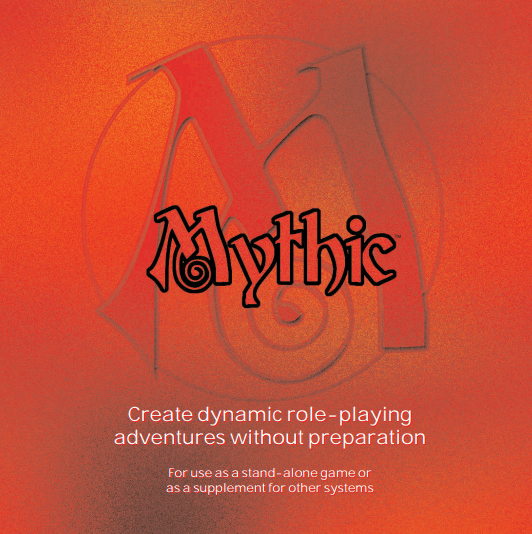 Mythic™
Create dynamic role-playing
adventures without preparation
For use as a stand-alone game or
as a supplement for other systems